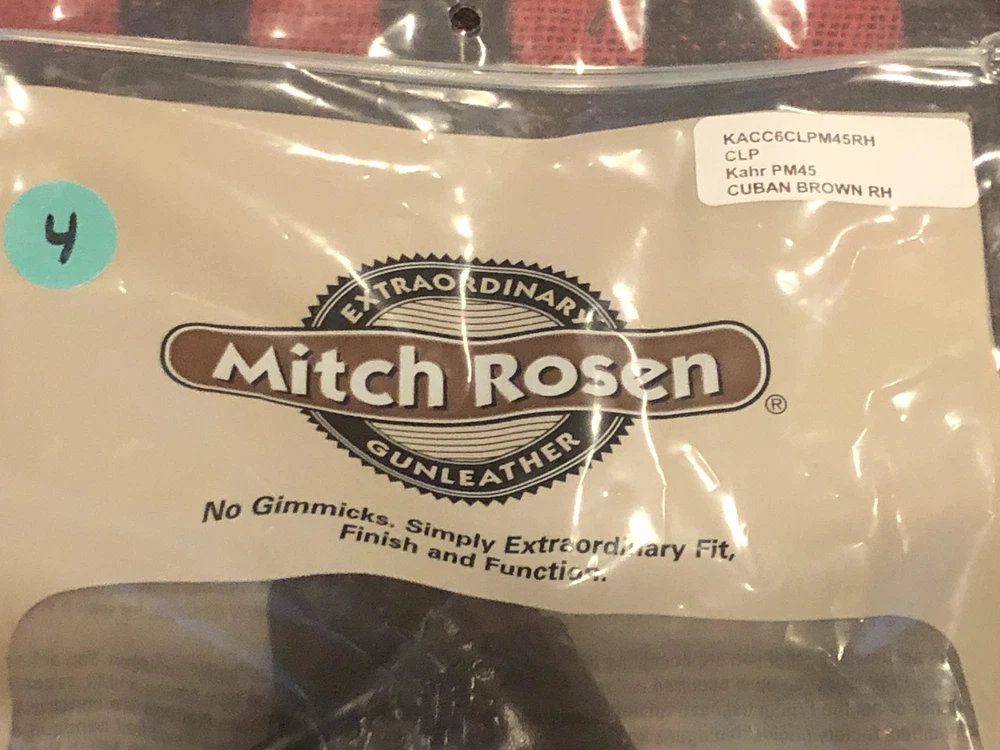 KACC6CLPM45RH
CLP
Kahr PM45
CUBAN BROWN RH
4
EXTRAORDINARY
Mitch Rosen
®
GUNLEATHER
No Gimmicks. Simply Extraordinary Fit,
Finish and Function.